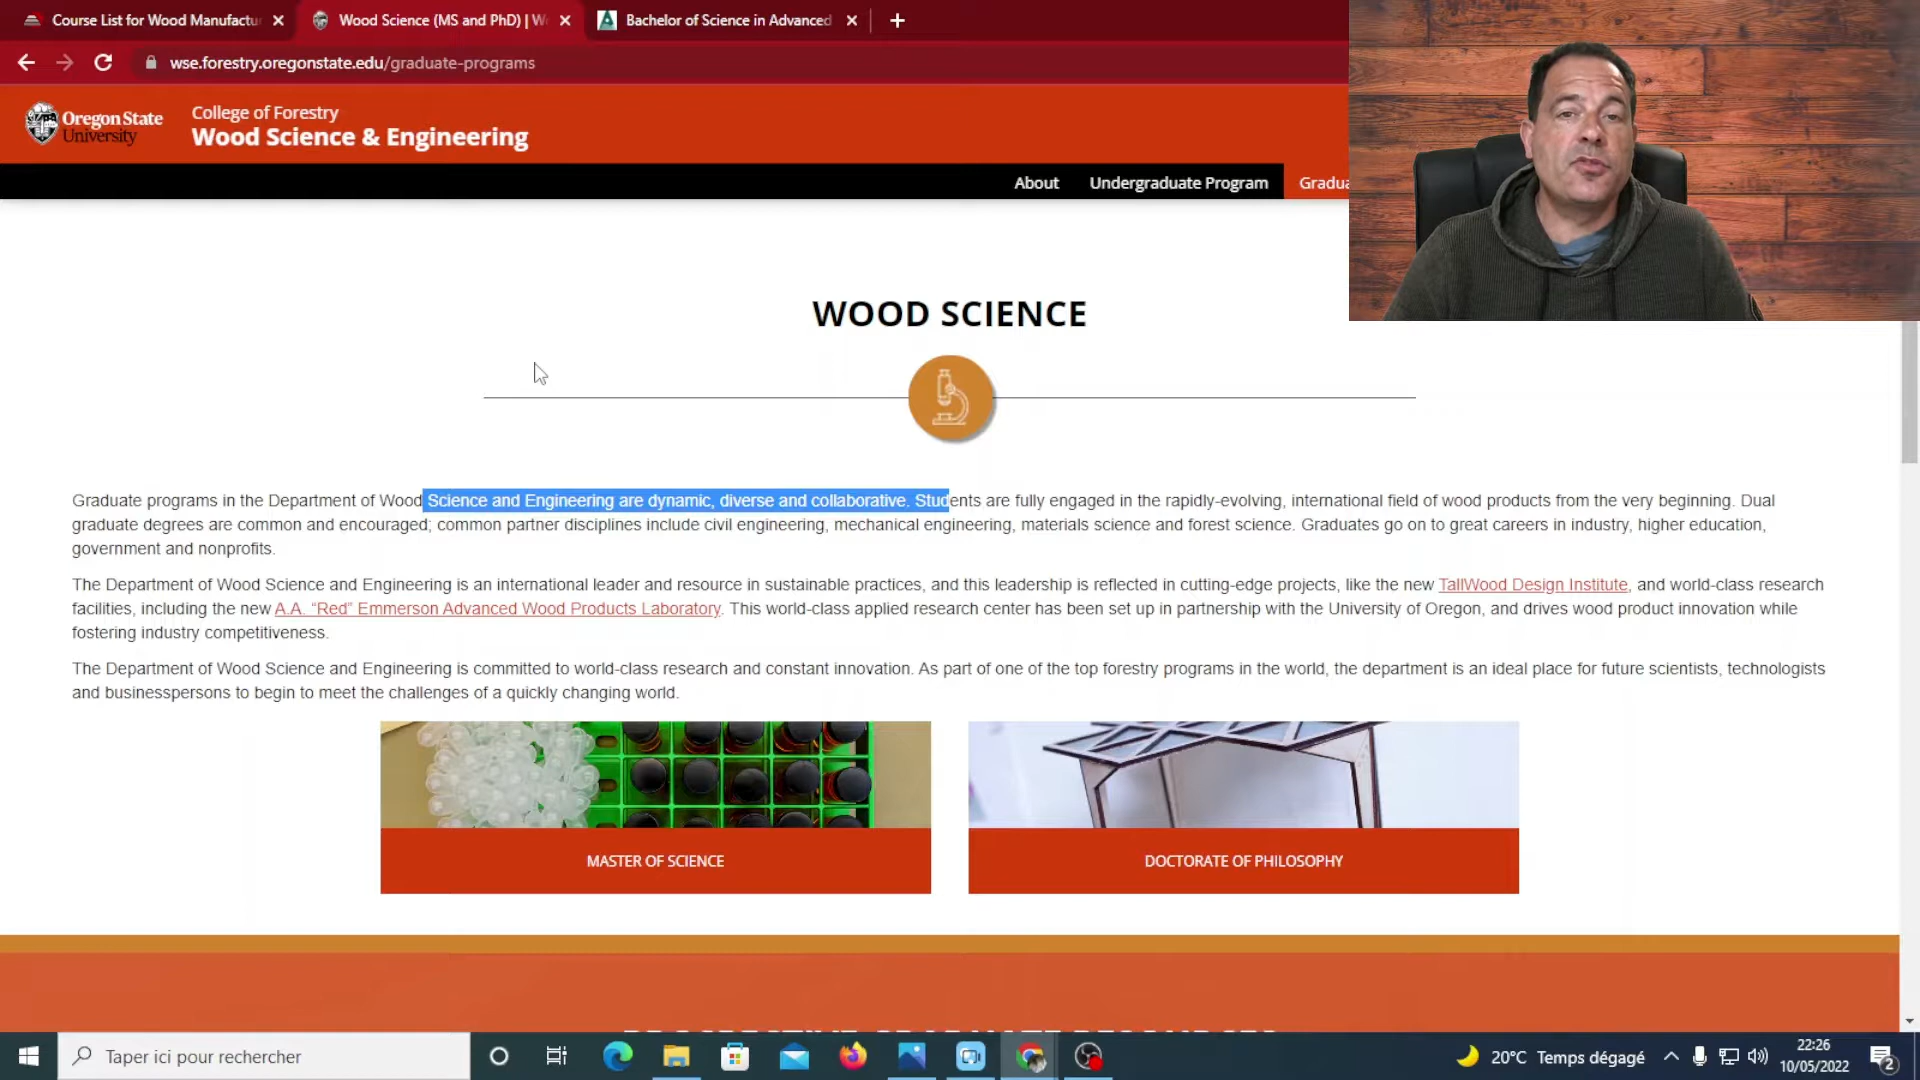 Course List for Wood Manufactu
Wood Science (MS and PhD) | W
Bachelor of Science in Advanced
wse.forestry.oregonstate.edu/graduate-programs
Oregon State
University
College of Forestry
Wood Science & Engineering
About
Undergraduate Program
Gradua
WOOD SCIENCE
Graduate programs in the Department of Wood Science and Engineering are dynamic, diverse and collaborative. Students are fully engaged in the rapidly-evolving, international field of wood products from the very beginning. Dual
graduate degrees are common and encouraged; common partner disciplines include civil engineering, mechanical engineering, materials science and forest science. Graduates go on to great careers in industry, higher education,
government and nonprofits.
The Department of Wood Science and Engineering is an international leader and resource in sustainable practices, and this leadership is reflected in cutting-edge projects, like the new TallWood Design Institute, and world-class research
facilities, including the new A.A. “Red” Emmerson Advanced Wood Products Laboratory. This world-class applied research center has been set up in partnership with the University of Oregon, and drives wood product innovation while
fostering industry competitiveness.
The Department of Wood Science and Engineering is committed to world-class research and constant innovation. As part of one of the top forestry programs in the world, the department is an ideal place for future scientists, technologists
and businesspersons to begin to meet the challenges of a quickly changing world.
MASTER OF SCIENCE
DOCTORATE OF PHILOSOPHY
Taper ici pour rechercher
20°C Temps dégagé
22:26
10/05/2022
2